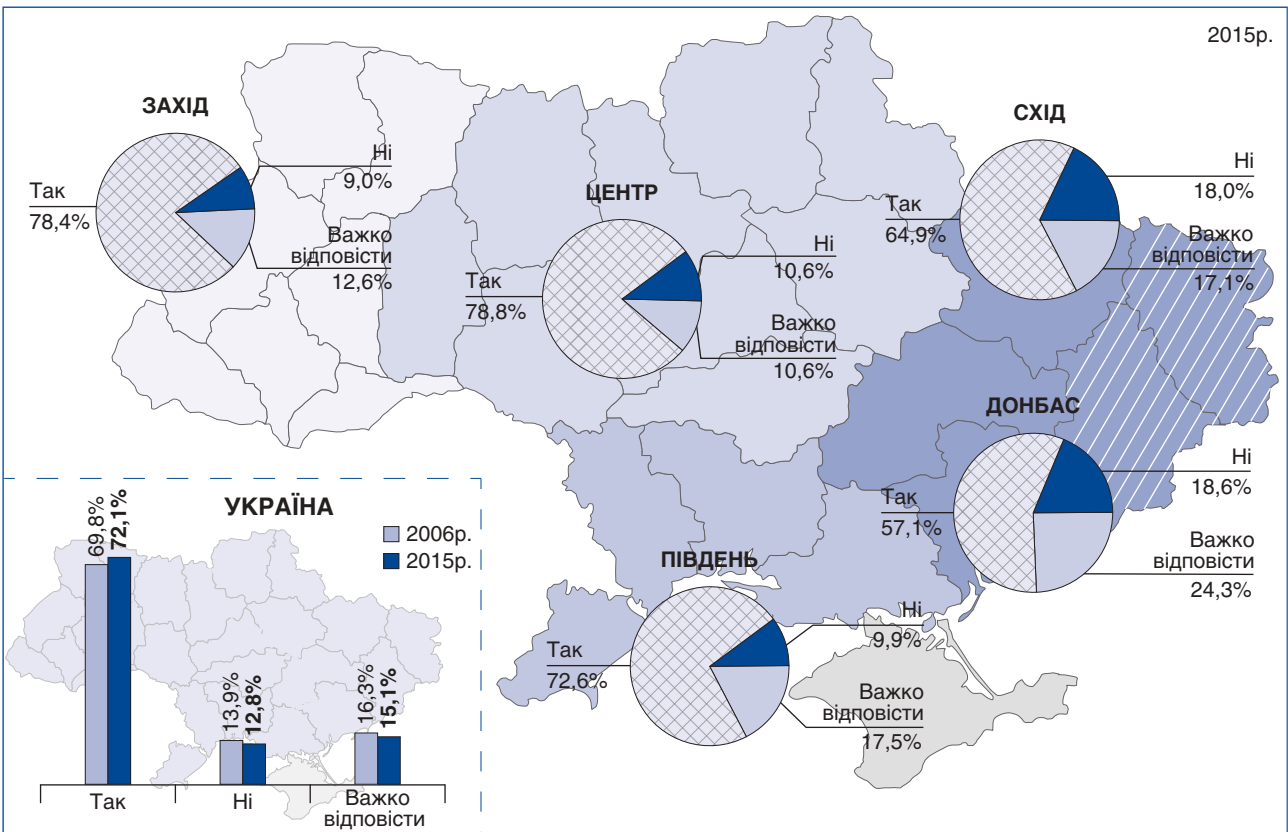 2015р.
ЗАХІД
Так
78,4%
Ні
9,0%
Важко
відповісти
12,6%
ЦЕНТР
Так
78,8%
Ні
10,6%
Важко
відповісти
10,6%
СХІД
Так
64,9%
Ні
18,0%
Важко
відповісти
17,1%
ДОНБАС
Так
57,1%
Ні
18,6%
Важко
відповісти
24,3%
ПІВДЕНЬ
Так
72,6%
Ні
9,9%
Важко
відповісти
17,5%
УКРАЇНА
2006р.
2015р.
69,8%
72,1%
13,9%
12,8%
16,3%
15,1%
Так
Ні
Важко
відповісти